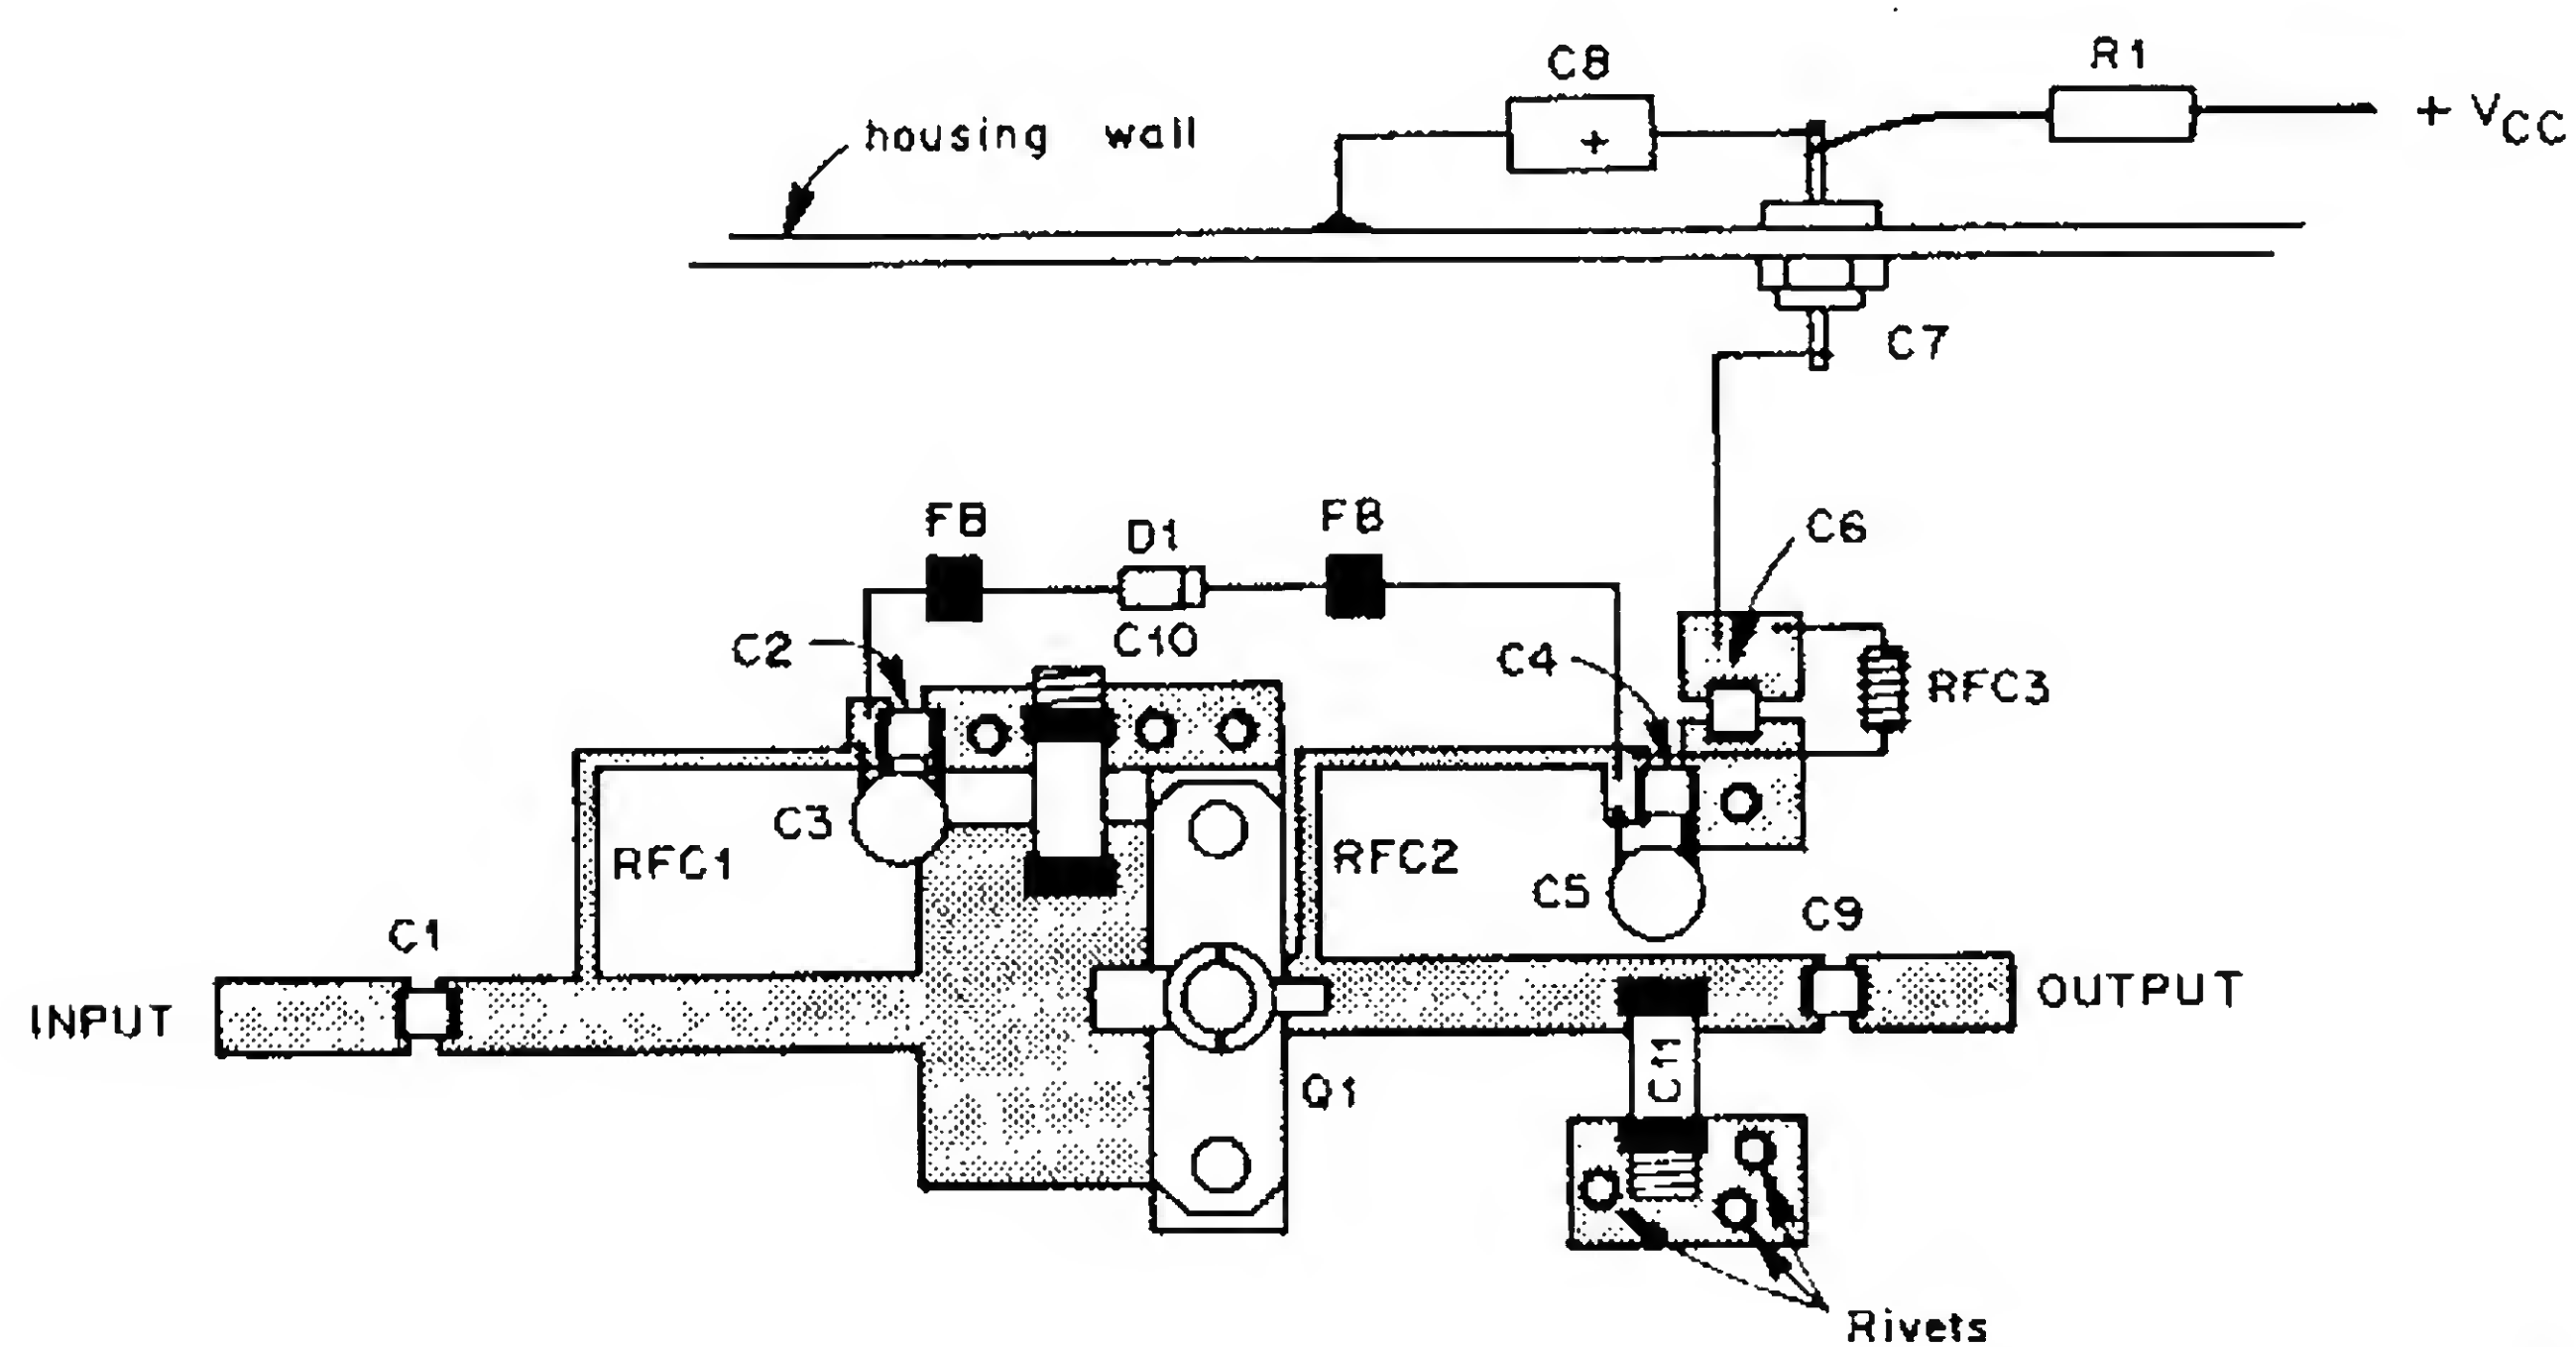 C8
R1
housing wall
+
+ VCC
C7
FB
D1
FB
C6
C2
C10
C4
RFC3
C3
RFC1
RFC2
C5
C9
C1
INPUT
OUTPUT
C11
Q1
Rivets